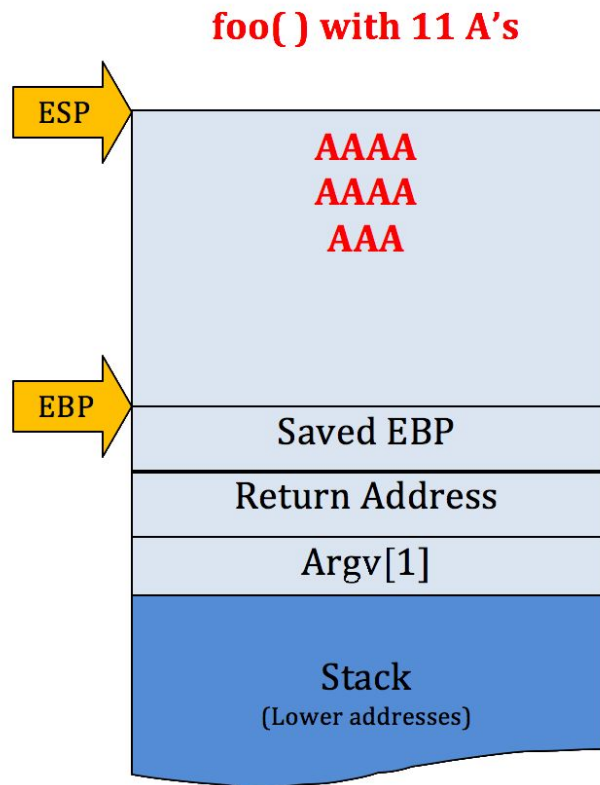 foo( ) with 11 A’s
ESP
AAAA
AAAA
AAA
EBP
Saved EBP
Return Address
Argv[1]
Stack
(Lower addresses)